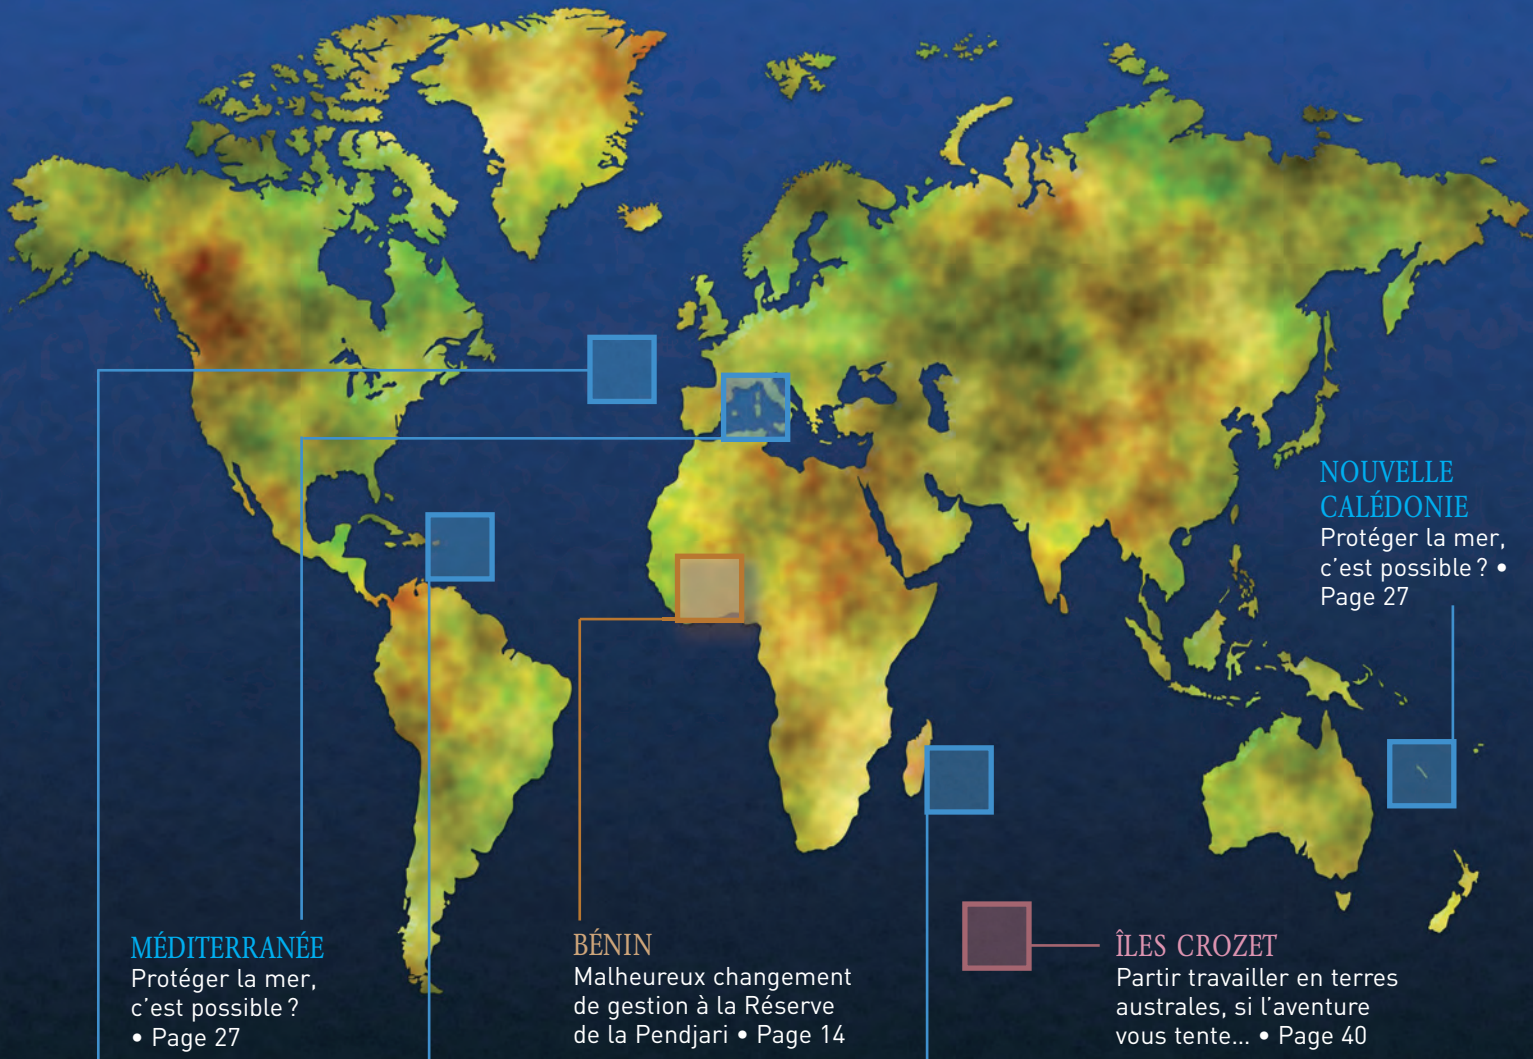 NOUVELLE
CALÉDONIE
Protéger la mer,
c’est possible ? •
Page 27
MÉDITERRANÉE
Protéger la mer,
c’est possible ?
• Page 27
BÉNIN
Malheureux changement
de gestion à la Réserve
de la Pendjari • Page 14
ÎLES CROZET
Partir travailler en terres
australes, si l’aventure
vous tente... • Page 40